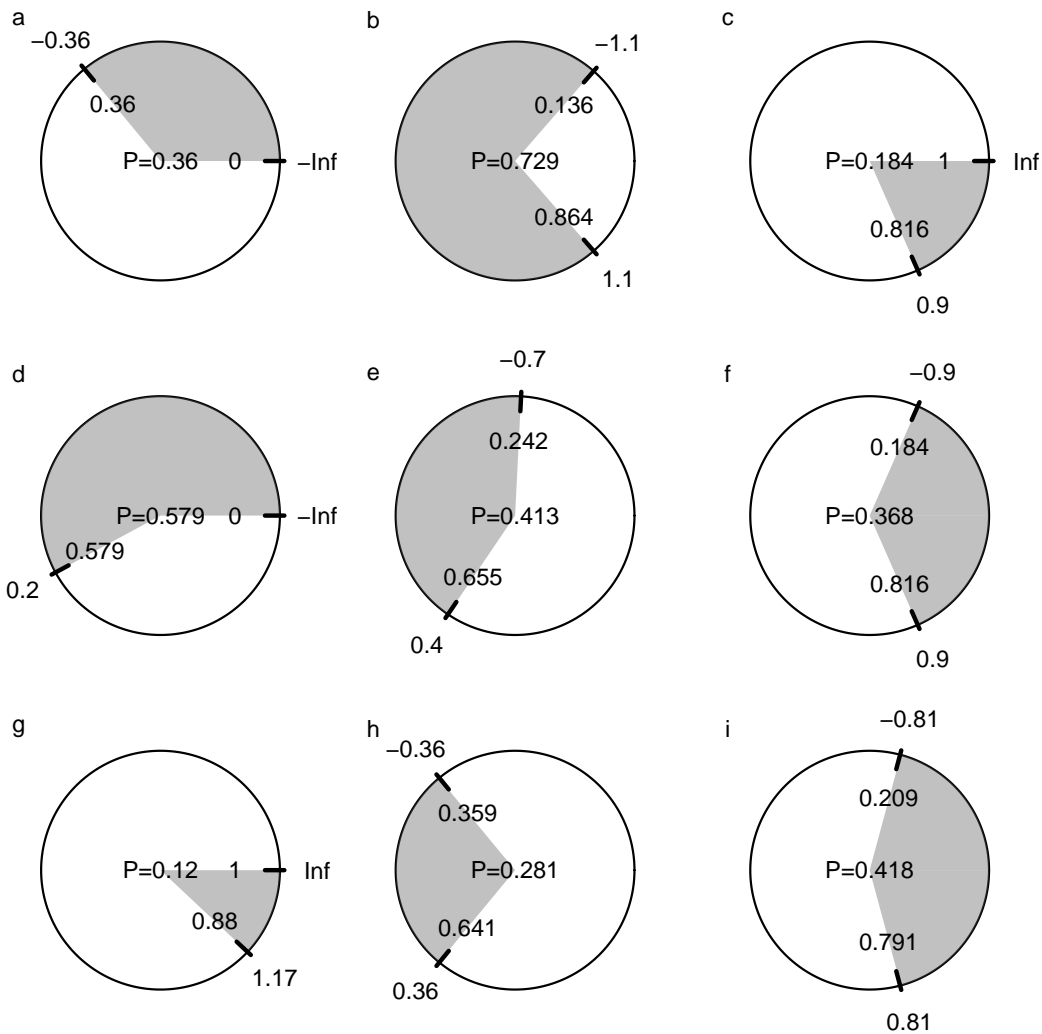 a
−0.36
0.36
P=0.36
0
−Inf
b
−1.1
0.136
P=0.729
0.864
1.1
c
P=0.184
1
Inf
0.816
0.9
d
P=0.579
0
−Inf
0.579
0.2
e
−0.7
0.242
P=0.413
0.655
0.4
f
−0.9
0.184
P=0.368
0.816
0.9
g
P=0.12
1
Inf
0.88
1.17
h
−0.36
0.359
P=0.281
0.641
0.36
i
−0.81
0.209
P=0.418
0.791
0.81